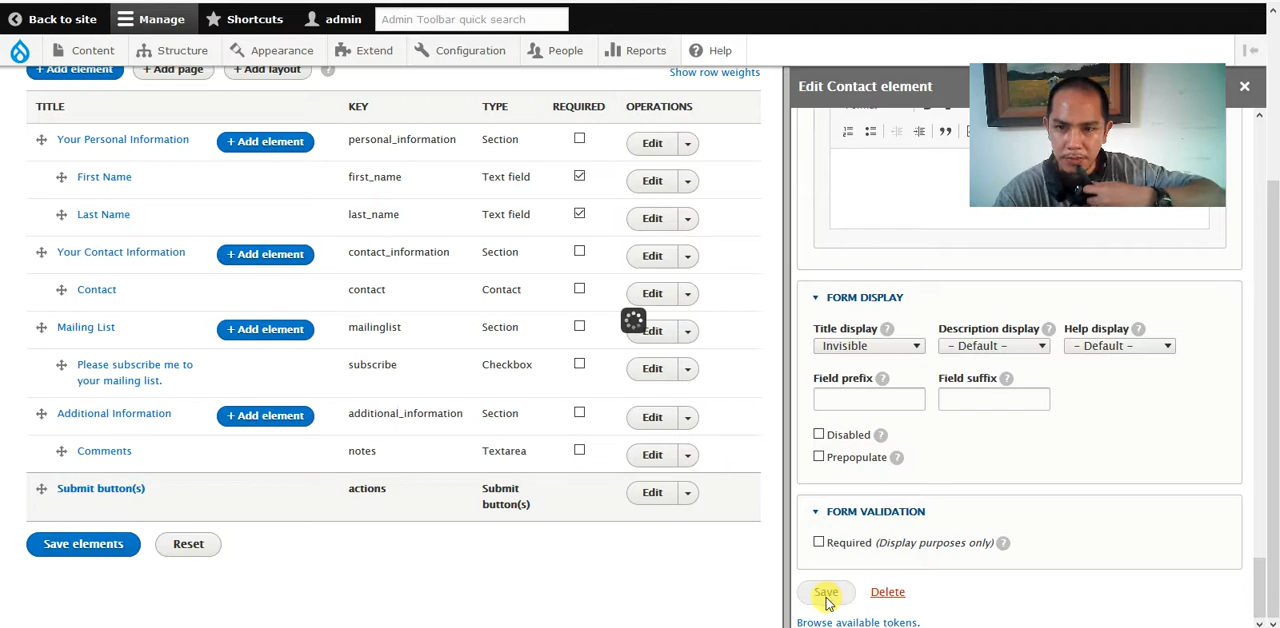 Back to site Manage Shortcuts admin Admin Toolbar quick search
Content Structure Appearance Extend Configuration People Reports Help
+ Add element + Add page + Add layout ? Show row weights
TITLE KEY TYPE REQUIRED OPERATIONS
Your Personal Information + Add element personal_information Section Edit
First Name first_name Text field Edit
Last Name last_name Text field Edit
Your Contact Information + Add element contact_information Section Edit
Contact contact Contact Edit
Mailing List + Add element mailinglist Section Edit
Please subscribe me to
your mailing list. subscribe Checkbox Edit
Additional Information + Add element additional_information Section Edit
Comments notes Textarea Edit
Submit button(s) actions Submit
button(s) Edit
Save elements Reset
Edit Contact element
FORM DISPLAY
Title display ? Description display ? Help display ?
Invisible - Default - - Default -
Field prefix ? Field suffix ?
Disabled ?
Prepopulate ?
FORM VALIDATION
Required (Display purposes only) ?
Save Delete
Browse available tokens.